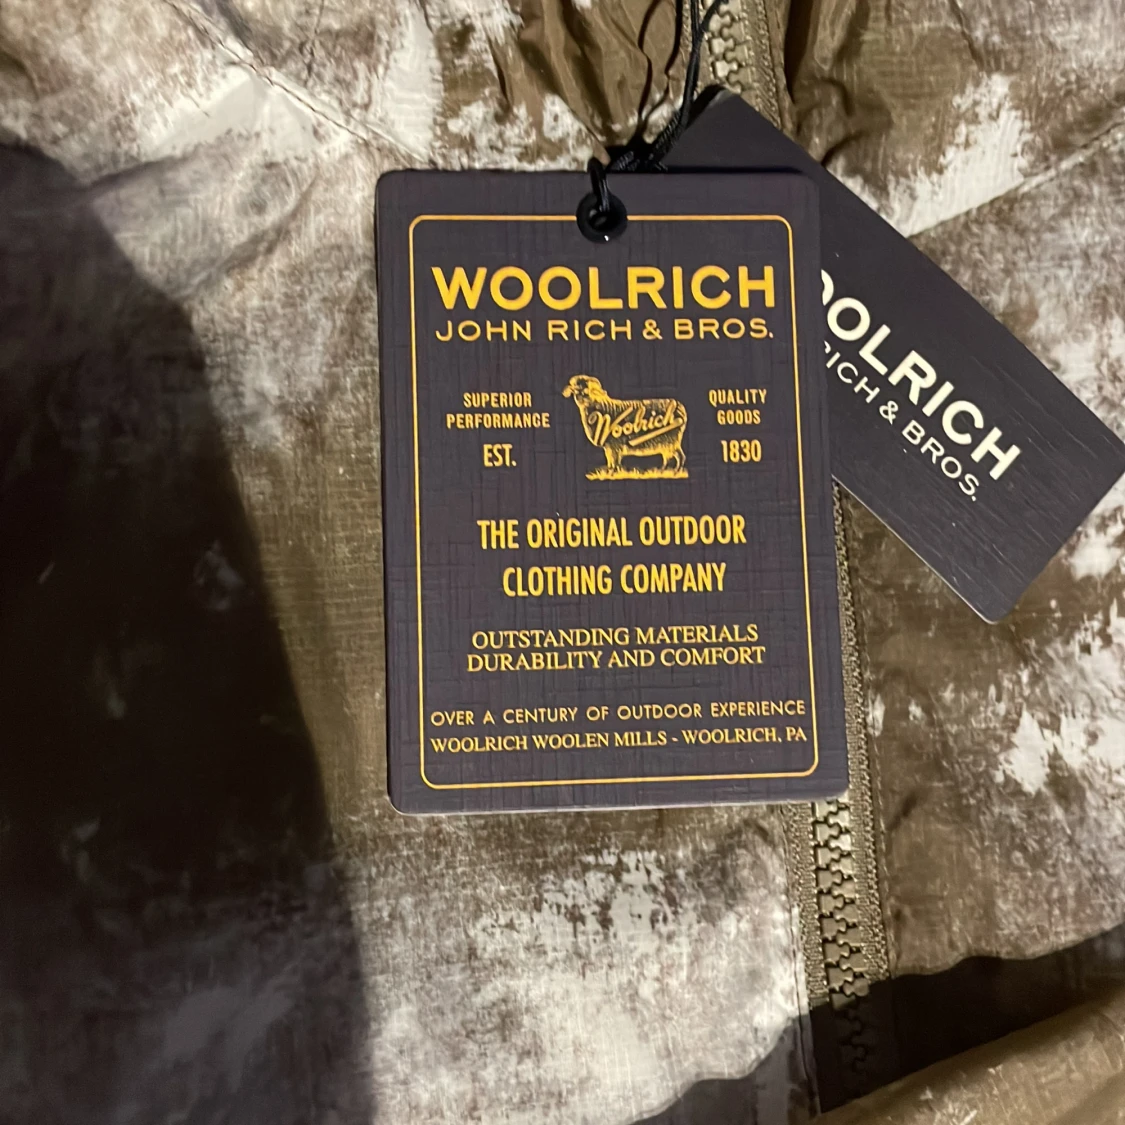 WOOLRICH
JOHN RICH & BROS.
SUPERIOR
PERFORMANCE
EST.
Woolrich
QUALITY
GOODS
1830
THE ORIGINAL OUTDOOR
CLOTHING COMPANY
OUTSTANDING MATERIALS
DURABILITY AND COMFORT
OVER A CENTURY OF OUTDOOR EXPERIENCE
WOOLRICH WOOLEN MILLS - WOOLRICH, PA
OOLRICH
RICH & BROS.